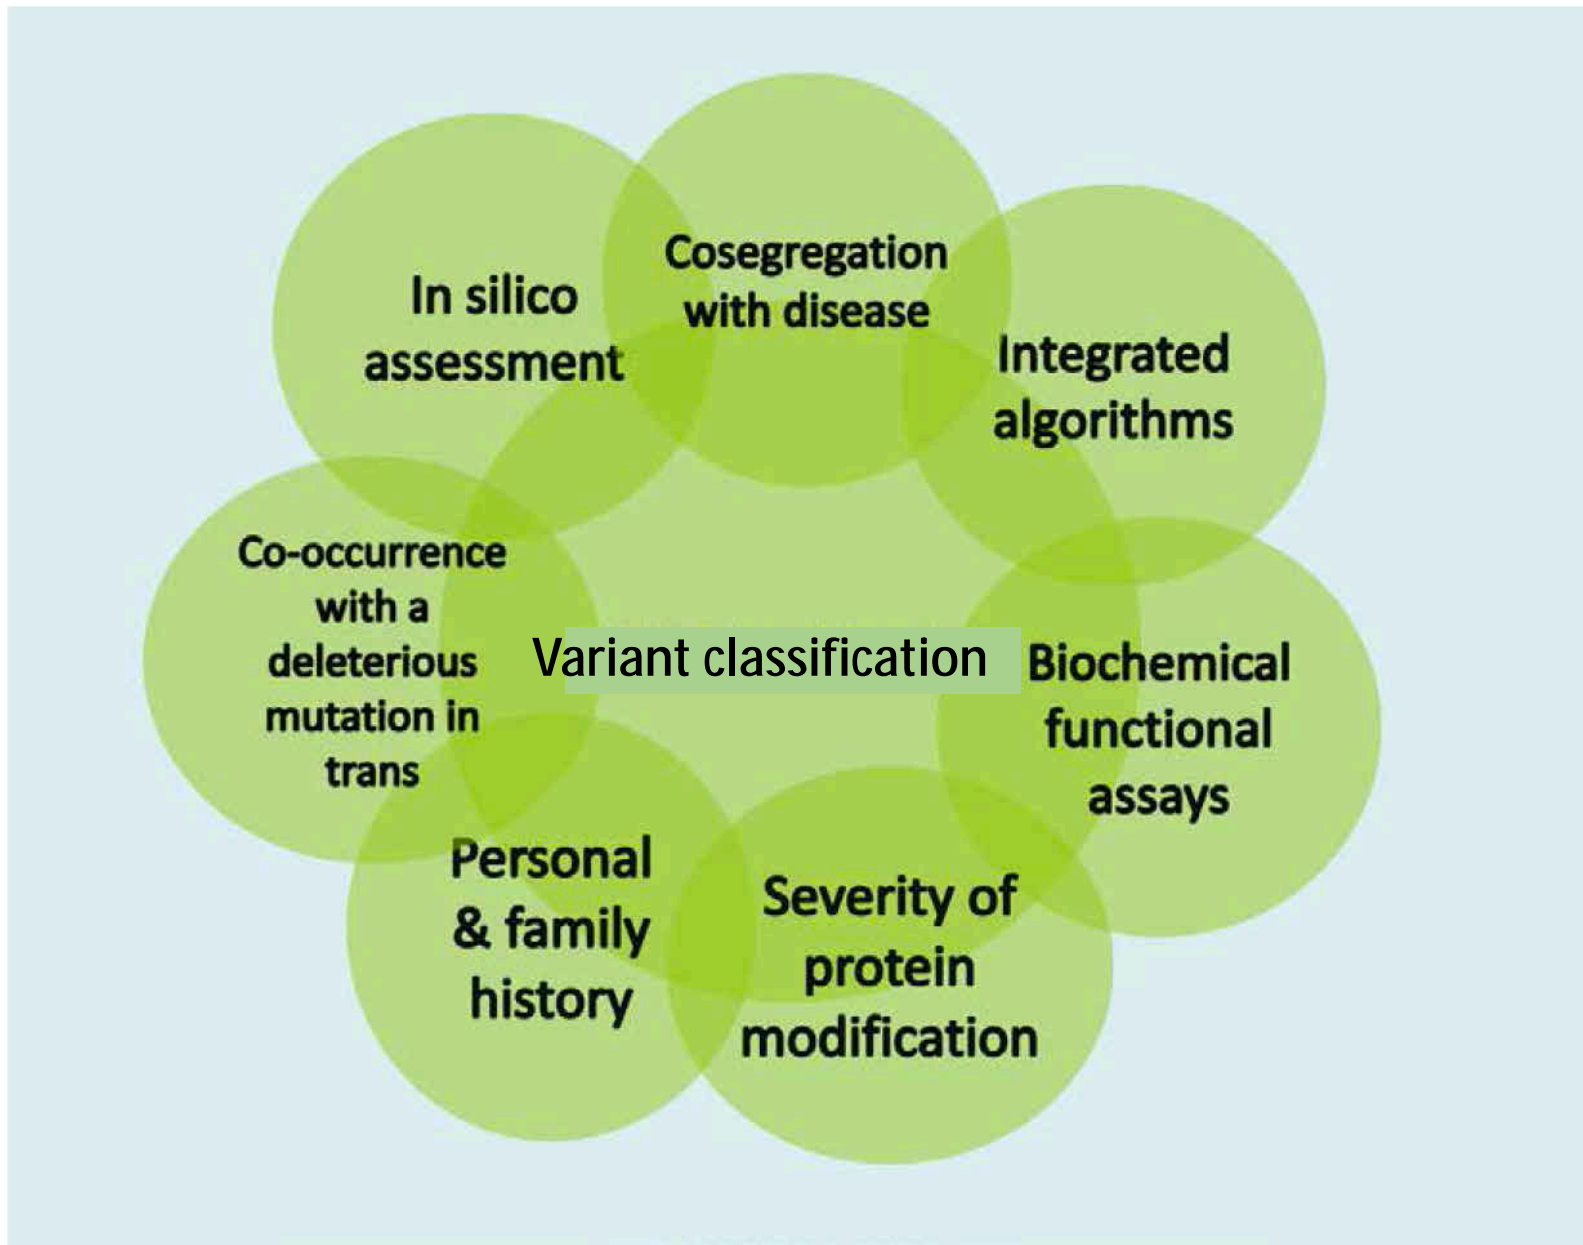 Cosegregation
with disease
In silico
assessment
Integrated
algorithms
Co-occurrence
with a
deleterious
mutation in
trans
Variant classification
Biochemical
functional
assays
Personal
& family
history
Severity of
protein
modification